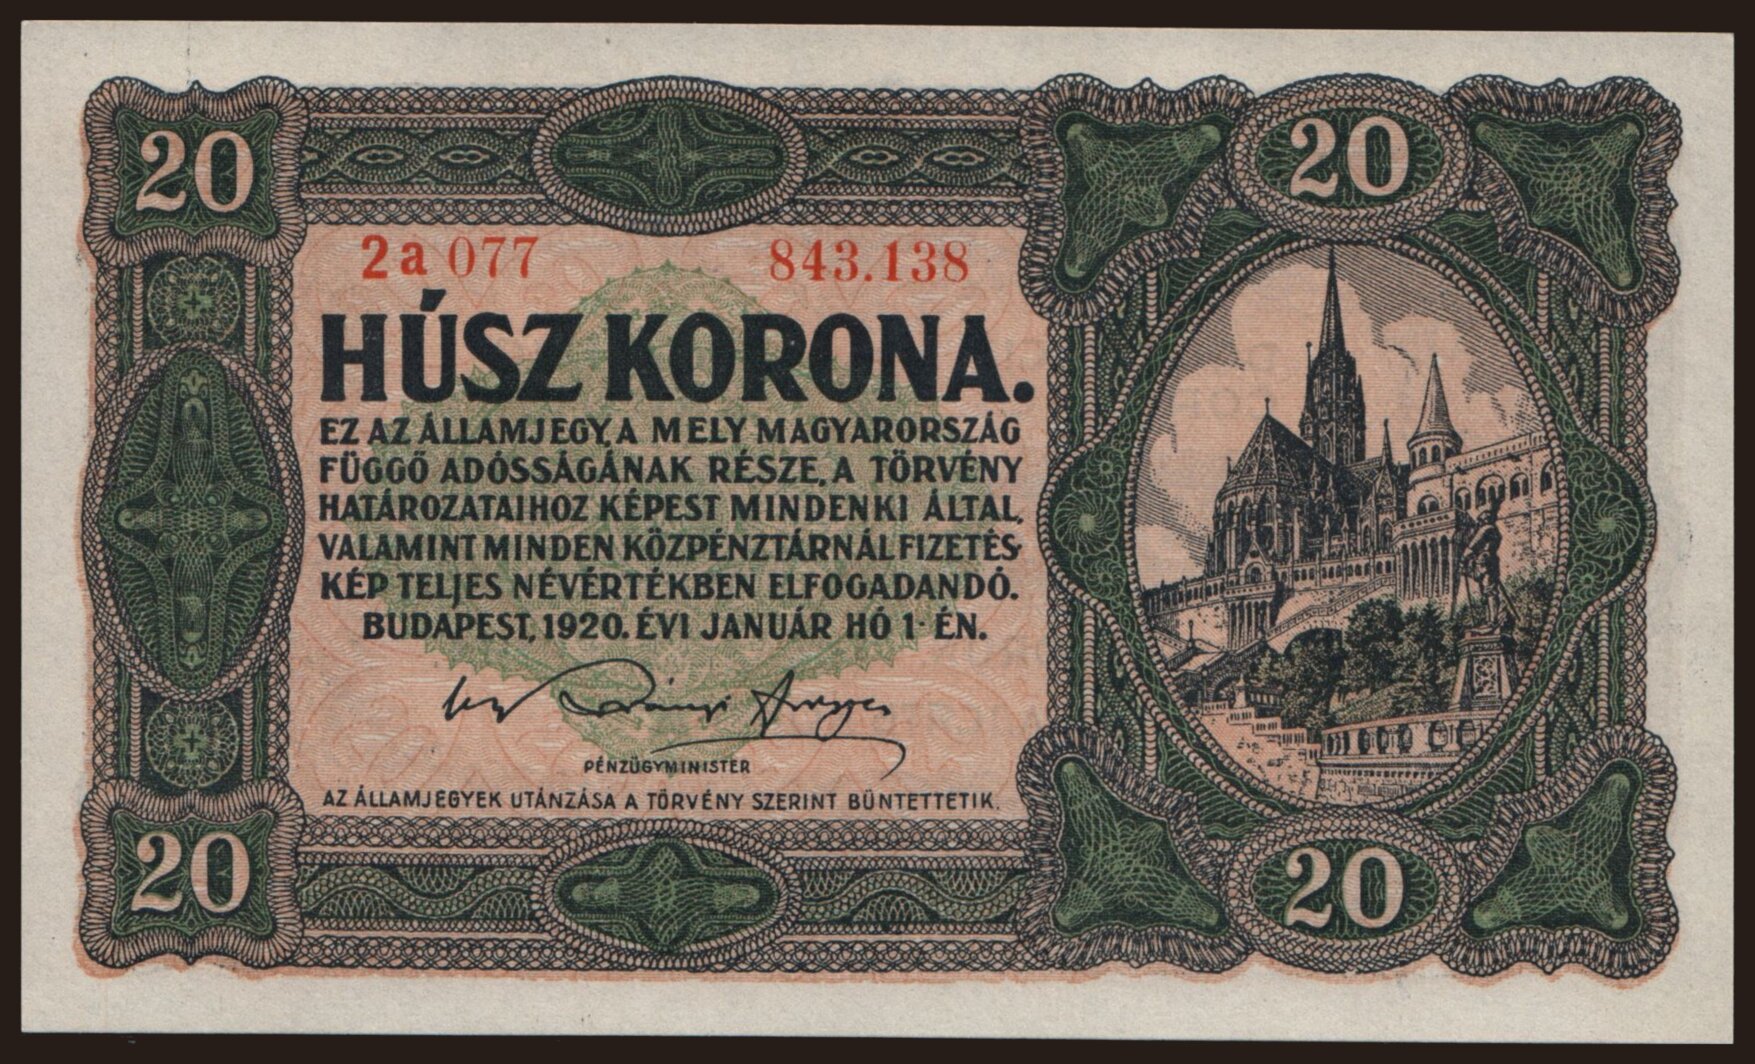 20
20
2a 077 843.138
HÚSZ KORONA.
EZ AZ ÁLLAMJEGY, A MELY MAGYARORSZÁG
FÜGGŐ ADÓSSÁGÁNAK RÉSZE, A TÖRVÉNY
HATÁROZATAIHOZ KÉPEST MINDENKI ÁLTAL,
VALAMINT MINDEN KÖZPÉNZTÁRNÁL FIZETÉS-
KÉP TELJES NÉVÉRTÉKBEN ELFOGADANDÓ.
BUDAPEST, 1920. ÉVI JANUÁR HÓ 1-ÉN.
PÉNZÜGYMINISTER
AZ ÁLLAMJEGYEK UTÁNZÁSA A TÖRVÉNY SZERINT BÜNTETTETIK.
20
20